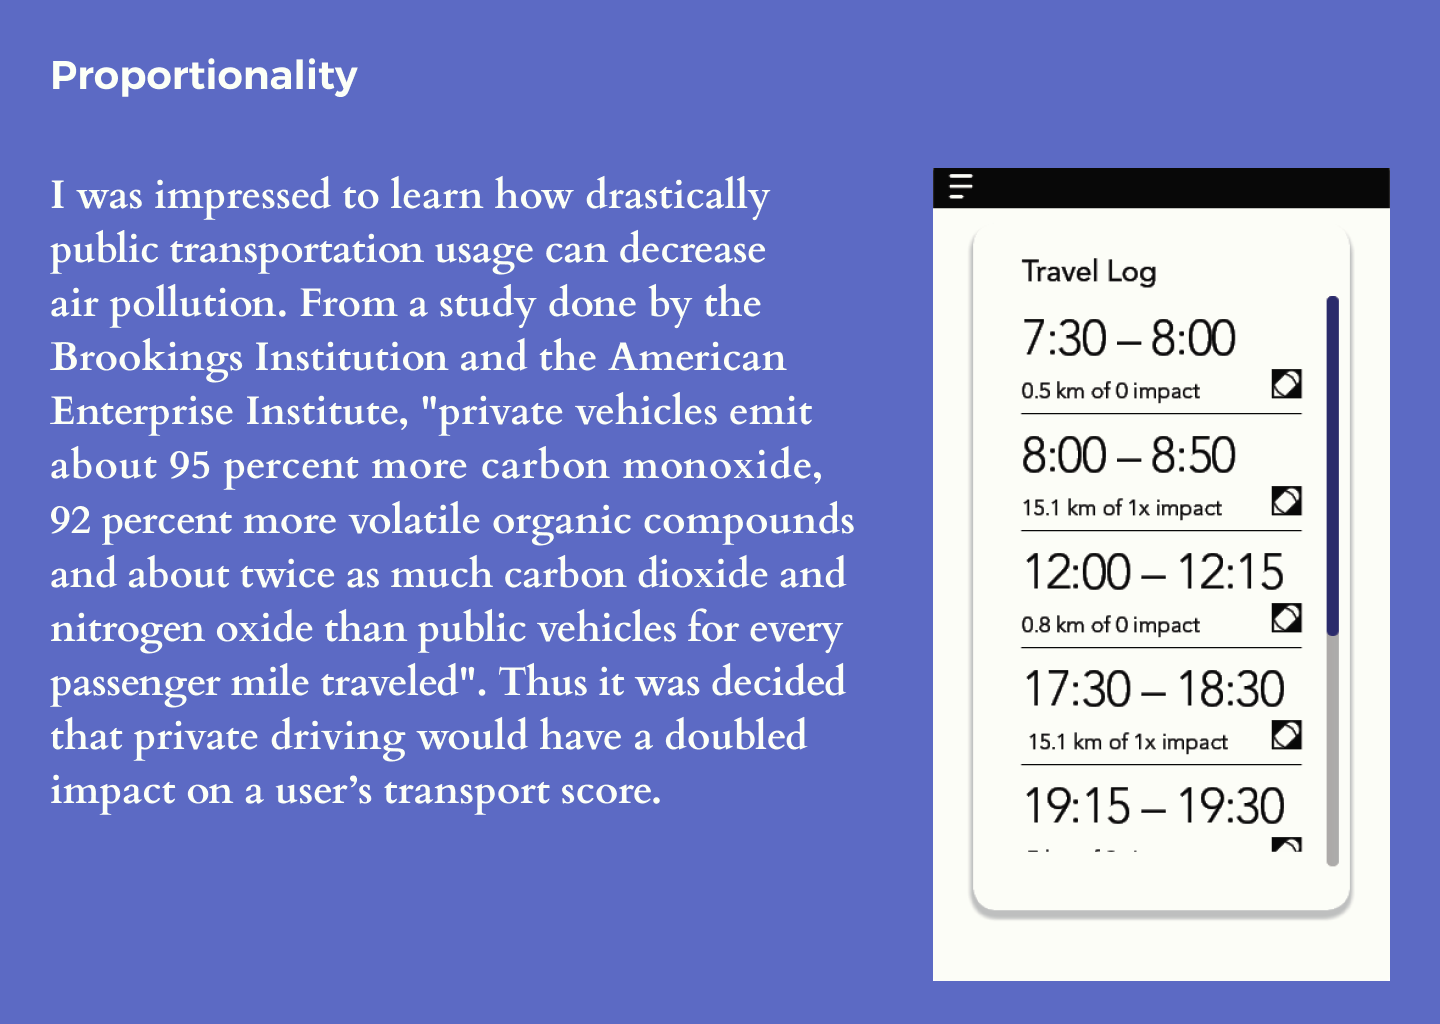 Proportionality
I was impressed to learn how drastically
public transportation usage can decrease
air pollution. From a study done by the
Brookings Institution and the American
Enterprise Institute, "private vehicles emit
about 95 percent more carbon monoxide,
92 percent more volatile organic compounds
and about twice as much carbon dioxide and
nitrogen oxide than public vehicles for every
passenger mile traveled". Thus it was decided
that private driving would have a doubled
impact on a user’s transport score.
Travel Log
7:30 – 8:00
0.5 km of 0 impact
8:00 – 8:50
15.1 km of 1x impact
12:00 – 12:15
0.8 km of 0 impact
17:30 – 18:30
15.1 km of 1x impact
19:15 – 19:30